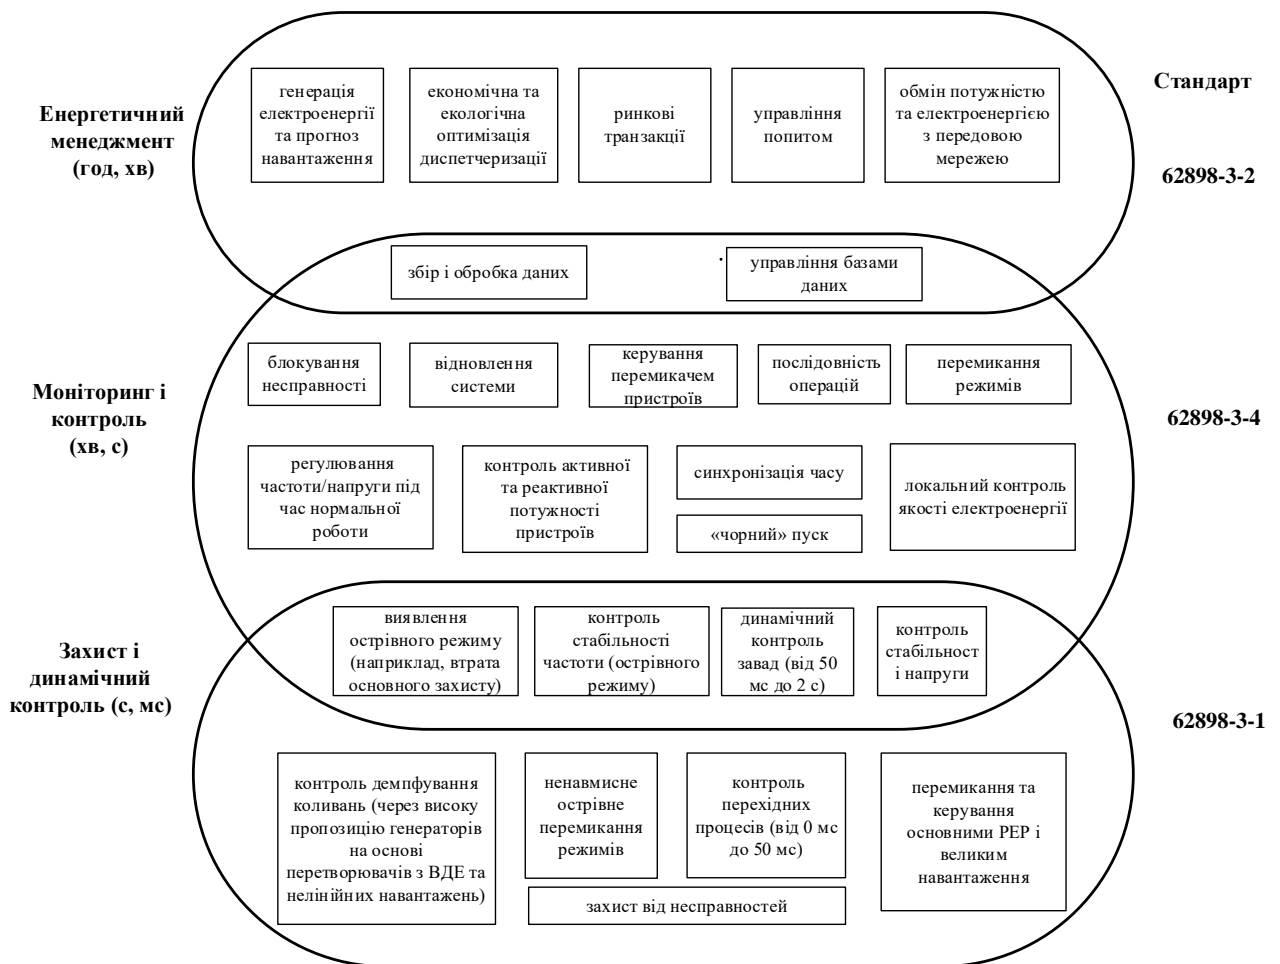 Енергетичний
менеджмент
(год, хв)
генерація
електроенергії
та прогноз
навантаження
економічна та
екологічна
оптимізація
диспетчеризації
ринкові
транзакції
управління
попитом
обмін потужністю
та електроенергією
з передовою
мережею
Стандарт
62898-3-2
збір і обробка даних
управління базами
даних
Моніторинг і
контроль
(хв, с)
блокування
несправності
відновлення
системи
керування
перемикачем
пристроїв
послідовність
операцій
перемикання
режимів
62898-3-4
регулювання
частоти/напруги під
час нормальної
роботи
контроль активної
та реактивної
потужності
пристроїв
синхронізація часу
«чорний» пуск
локальний контроль
якості електроенергії
Захист і
динамічний
контроль (с, мс)
виявлення
острівного режиму
(наприклад, втрата
основного захисту)
контроль
стабільності
частоти (острівного
режиму)
динамічний
контроль
завад (від 50
мс до 2 с)
контроль
стабільност
і напруги
62898-3-1
контроль демпфування
коливань (через високу
пропозицію генераторів
на основі
перетворювачів з ВДЕ та
нелінійних навантажень)
ненавмисне
острівне
перемикання
режимів
контроль
перехідних
процесів (від 0 мс
до 50 мс)
захист від несправностей
перемикання та
керування
основними РЕР і
великим
навантаження